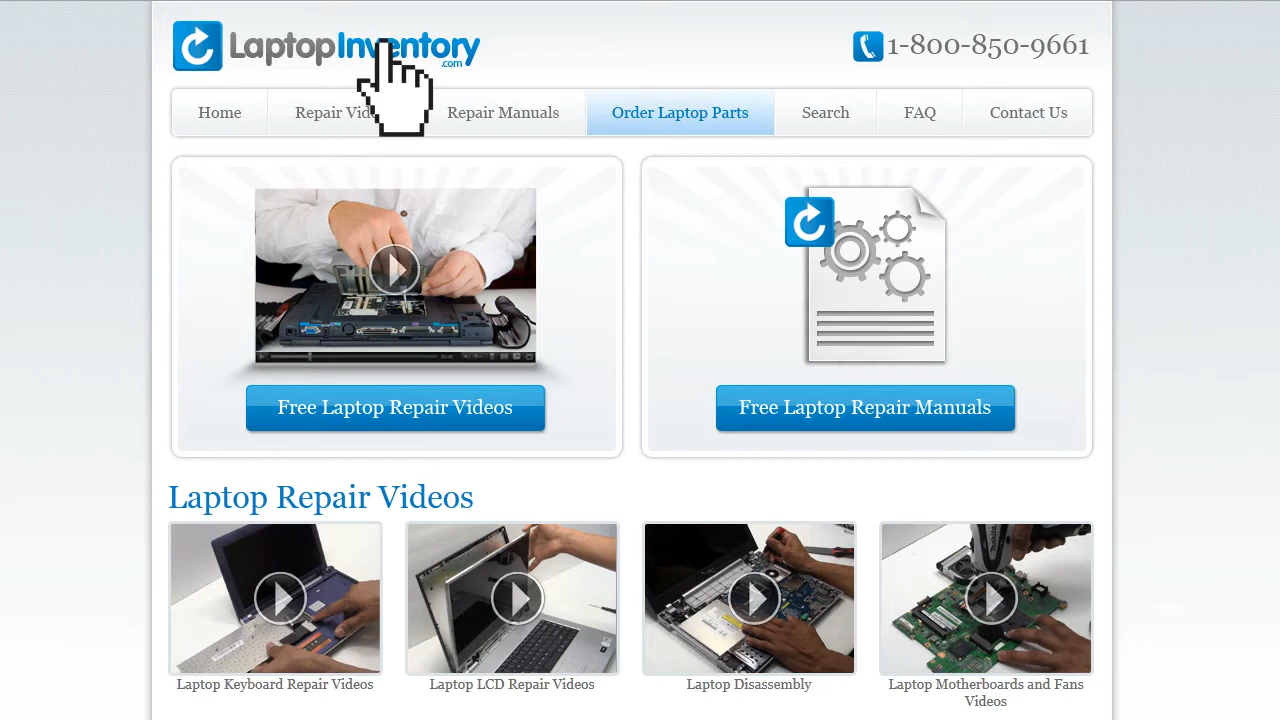 LaptopInventory
.com
1-800-850-9661
Home
Repair Manuals
Order Laptop Parts
Search
FAQ
Contact Us
Free Laptop Repair Videos
Free Laptop Repair Manuals
Laptop Repair Videos
Laptop Keyboard Repair Videos
Laptop LCD Repair Videos
Laptop Disassembly
Laptop Motherboards and Fans
Videos